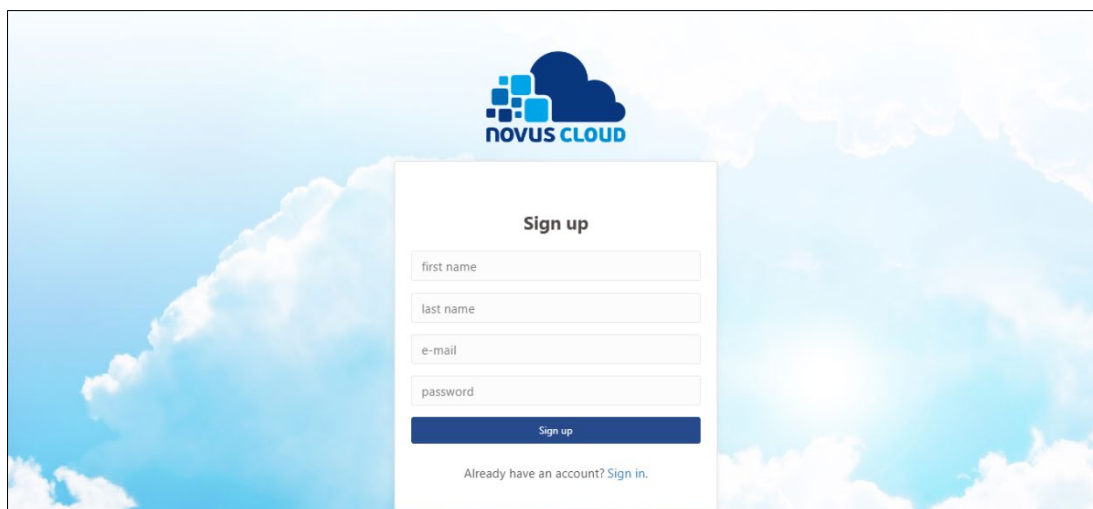 novus cloud
Sign up
first name
last name
e-mail
password
Sign up
Already have an account? Sign in.